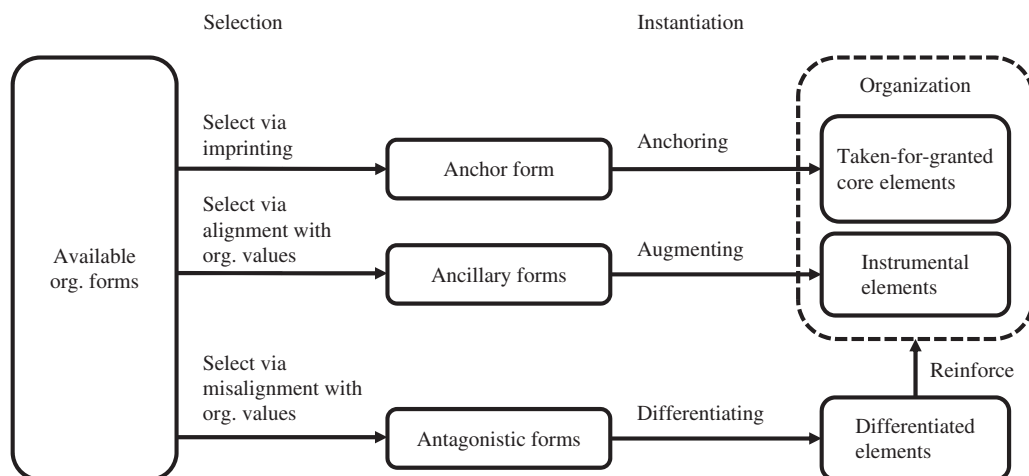 Selection
Instantiation
Available
org. forms
Select via
imprinting
Anchor form
Anchoring
Organization
Taken-for-granted
core elements
Select via
alignment with
org. values
Ancillary forms
Augmenting
Instrumental
elements
Select via
misalignment with
org. values
Antagonistic forms
Differentiating
Reinforce
Differentiated
elements